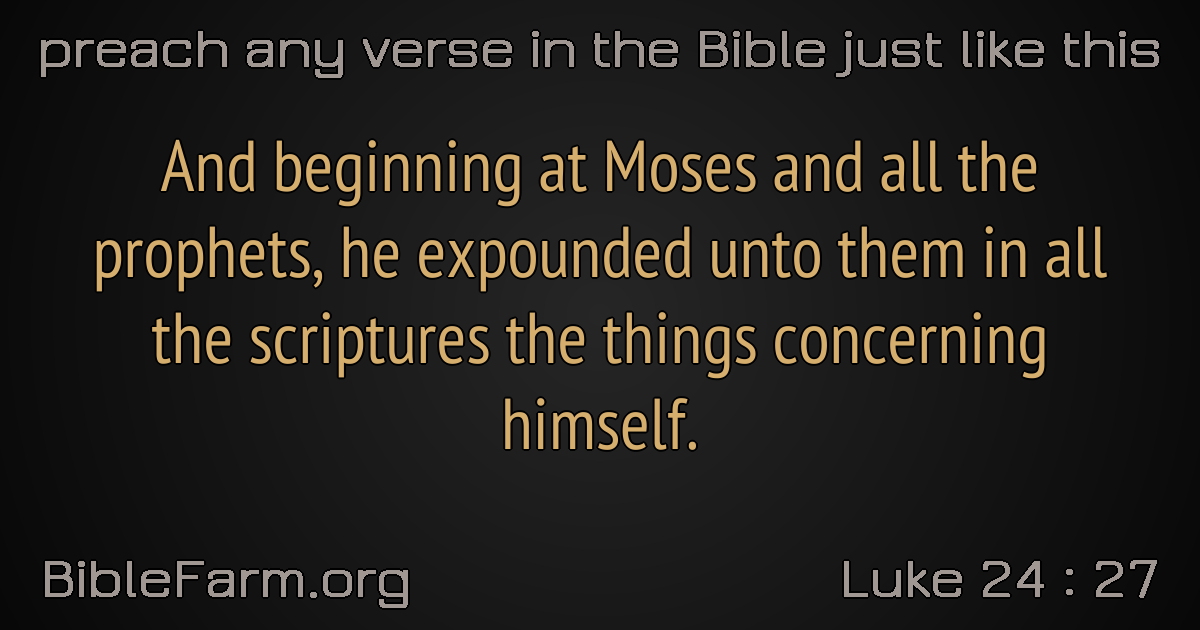 preach any verse in the Bible just like this
And beginning at Moses and all the
prophets, he expounded unto them in all
the scriptures the things concerning
himself.
BibleFarm.org
Luke 24 : 27